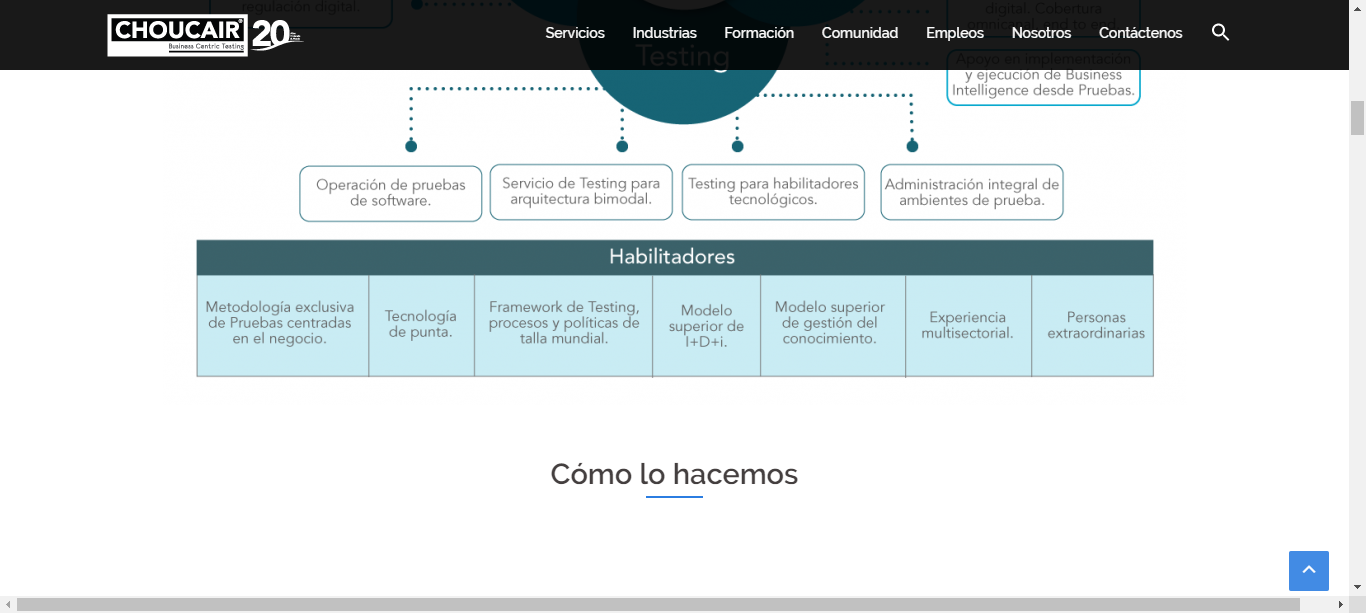 regulación digital.
CHOUCAIR
Business Centric Testing
20
Servicios
Industrias
Formación
Comunidad
Empleos
Nosotros
Contáctenos
digital. Cobertura
omnicanal, end to end.
Testing
Apoyo en implementación
y ejecución de Business
Intelligence desde Pruebas.
Operación de pruebas
de software.
Servicio de Testing para
arquitectura bimodal.
Testing para habilitadores
tecnológicos.
Administración integral de
ambientes de prueba.
Habilitadores
Metodología exclusiva
de Pruebas centradas
en el negocio.
Tecnología
de punta.
Framework de Testing,
procesos y políticas de
talla mundial.
Modelo
superior de
I+D+i.
Modelo superior
de gestión del
conocimiento.
Experiencia
multisectorial.
Personas
extraordinarias
Cómo lo hacemos